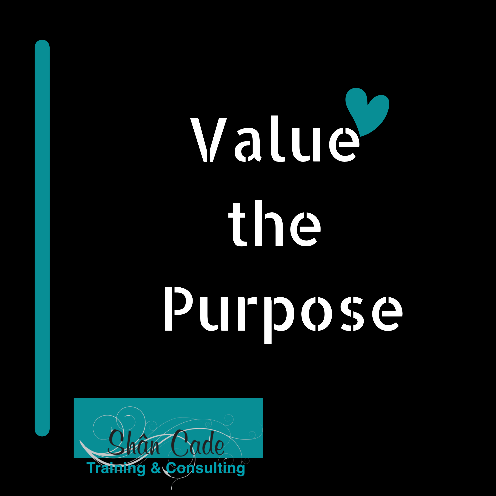 Value
the
Purpose
Shân Cade
Training & Consulting